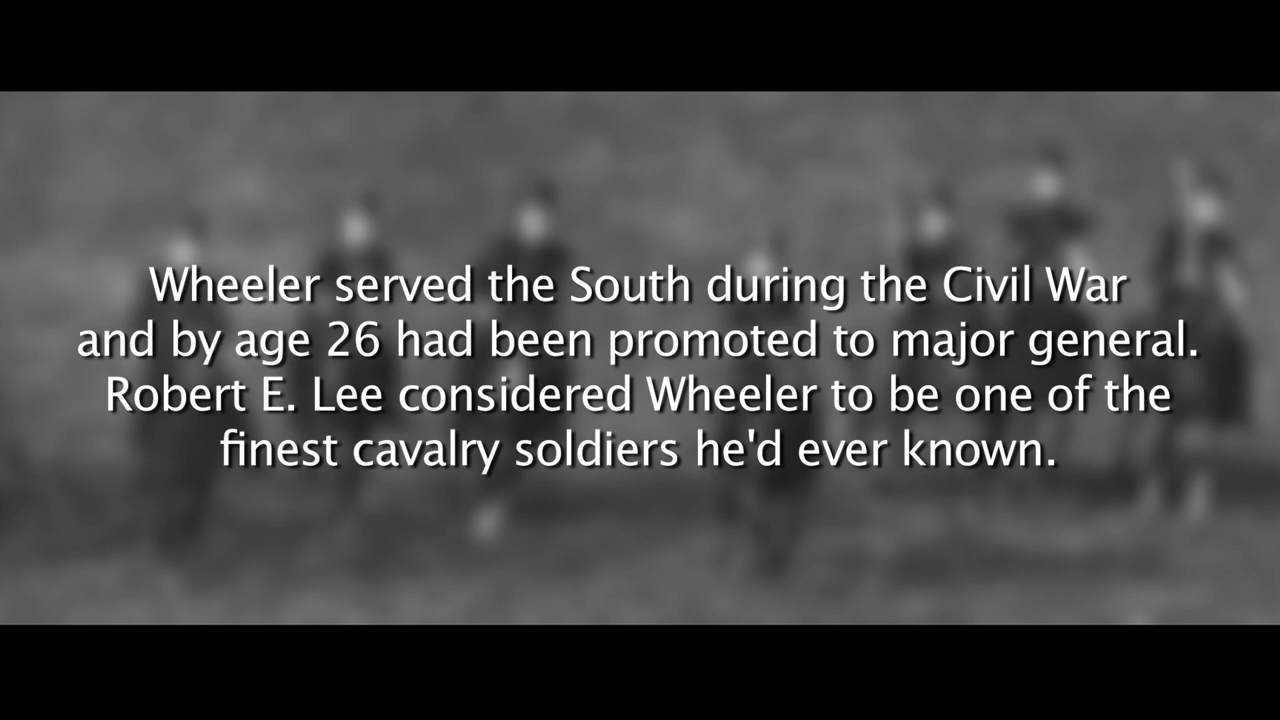 Wheeler served the South during the Civil War
and by age 26 had been promoted to major general.
Robert E. Lee considered Wheeler to be one of the
finest cavalry soldiers he'd ever known.